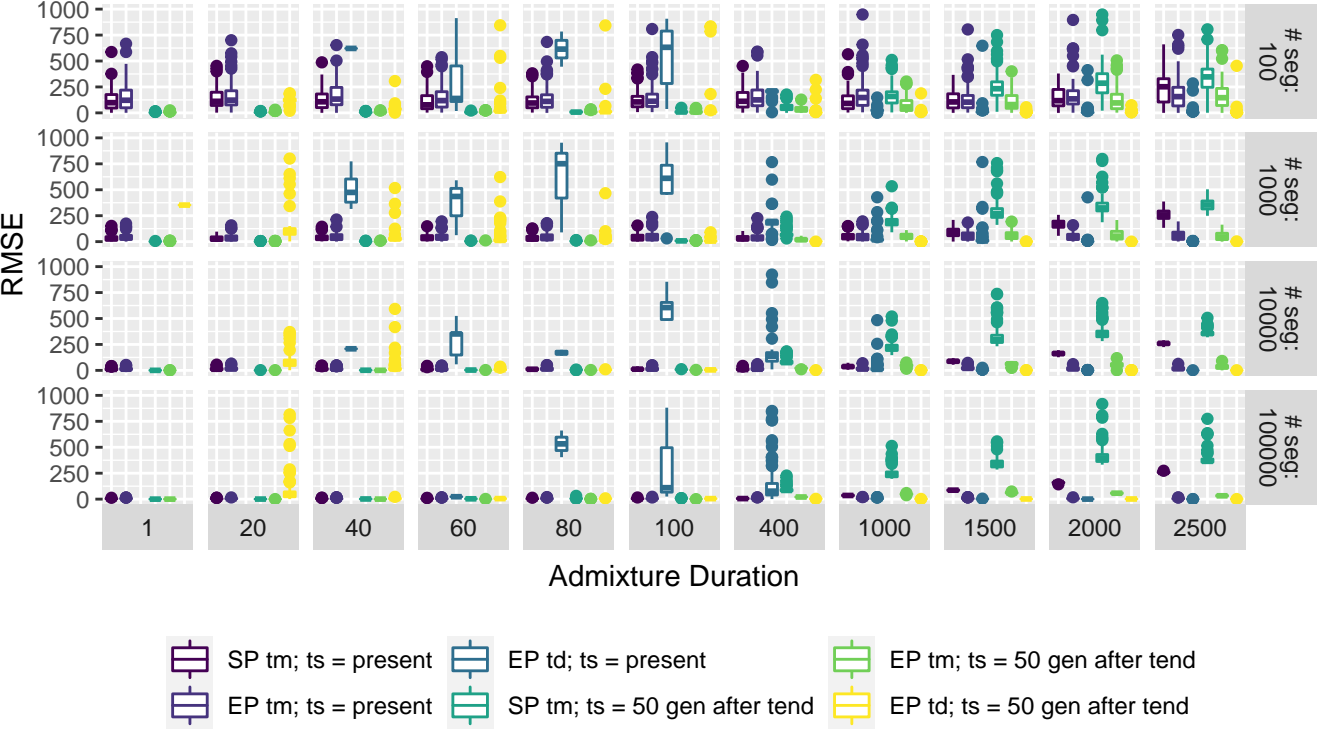 RMSE
1000
750
500
250
0
# seg:
100
1000
750
500
250
0
# seg:
1000
1000
750
500
250
0
# seg:
10000
1000
750
500
250
0
# seg:
100000
1 20 40 60 80 100 400 1000 1500 2000 2500
Admixture Duration
SP tm; ts = present EP td; ts = present EP tm; ts = 50 gen after tend
EP tm; ts = present SP tm; ts = 50 gen after tend EP td; ts = 50 gen after tend